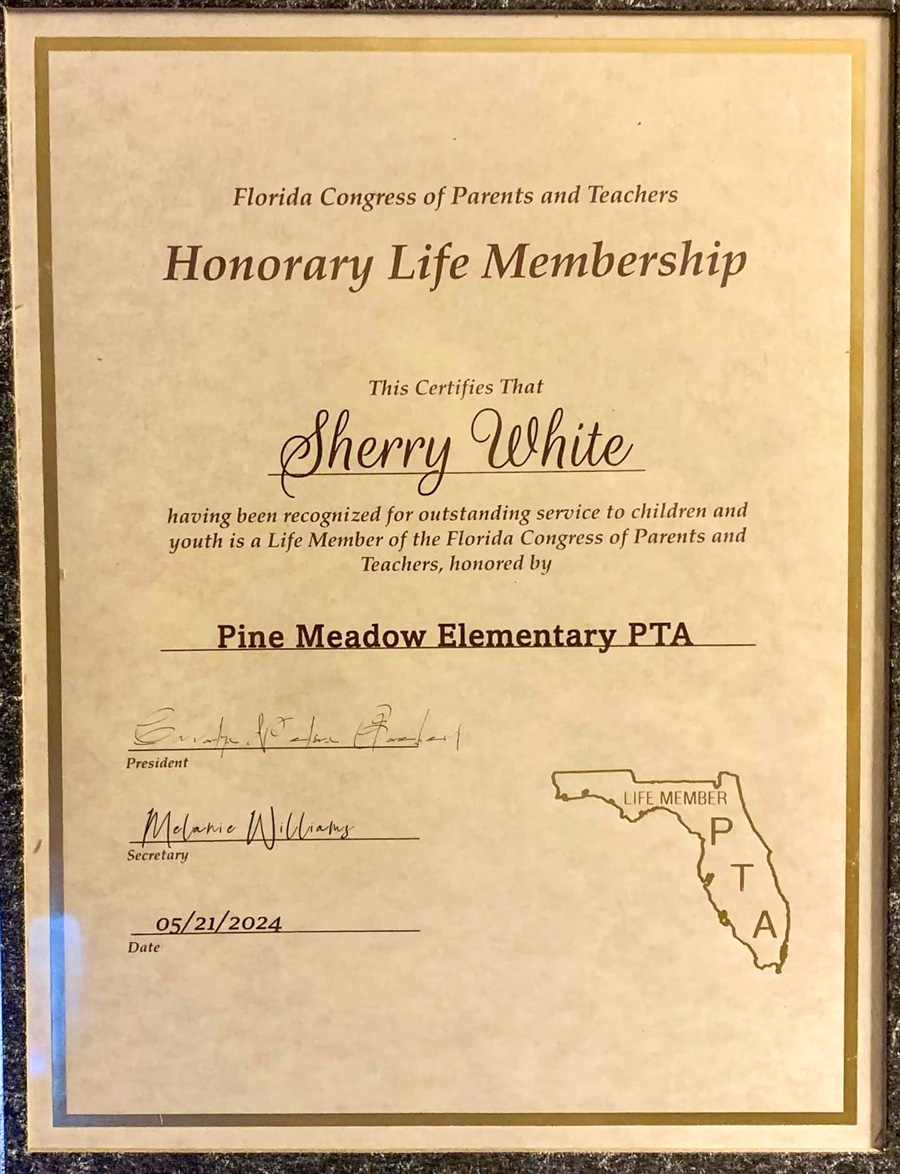 Florida Congress of Parents and Teachers
Honorary Life Membership
This Certifies That
Sherry White
having been recognized for outstanding service to children and
youth is a Life Member of the Florida Congress of Parents and
Teachers, honored by
Pine Meadow Elementary PTA
President
Melanie Williams
Secretary
05/21/2024
Date
LIFE MEMBER
P
T
A